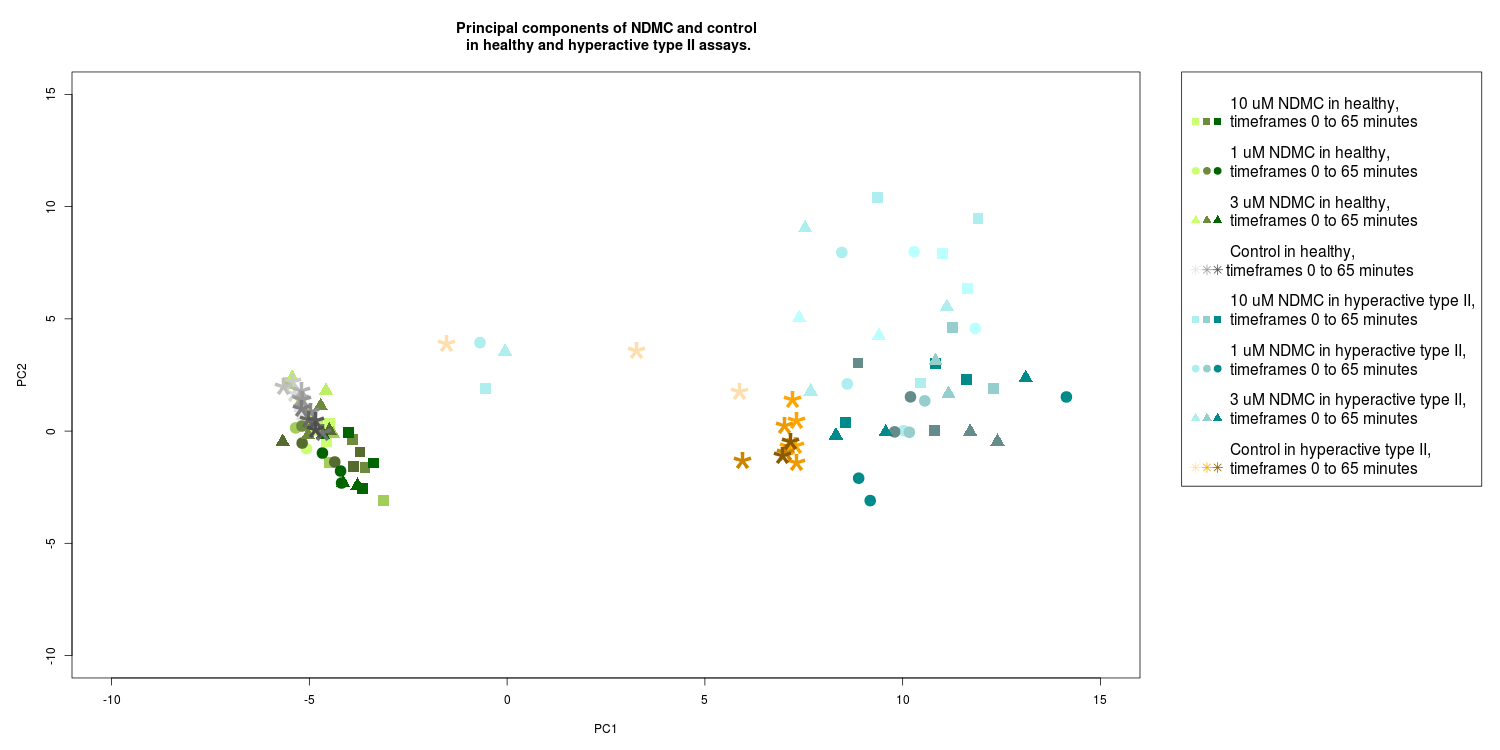 Principal components of NDMC and control
in healthy and hyperactive type II assays.
15
10
5
0
-5
-10
PC2
-10
-5
0
5
10
15
PC1
10 uM NDMC in healthy,
timeframes 0 to 65 minutes
1 uM NDMC in healthy,
timeframes 0 to 65 minutes
3 uM NDMC in healthy,
timeframes 0 to 65 minutes
Control in healthy,
timeframes 0 to 65 minutes
10 uM NDMC in hyperactive type II,
timeframes 0 to 65 minutes
1 uM NDMC in hyperactive type II,
timeframes 0 to 65 minutes
3 uM NDMC in hyperactive type II,
timeframes 0 to 65 minutes
Control in hyperactive type II,
timeframes 0 to 65 minutes